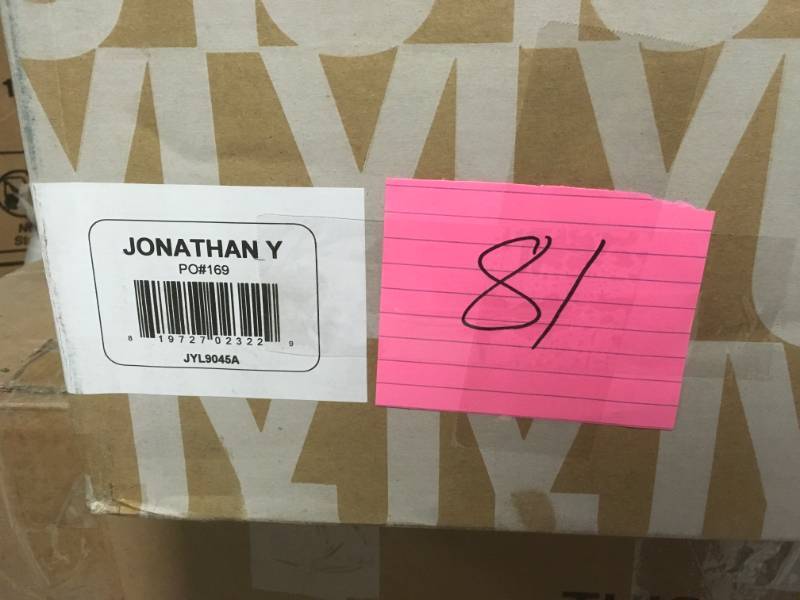 JONATHAN Y
PO#169
8 19727 02322 9
JYL9045A
81